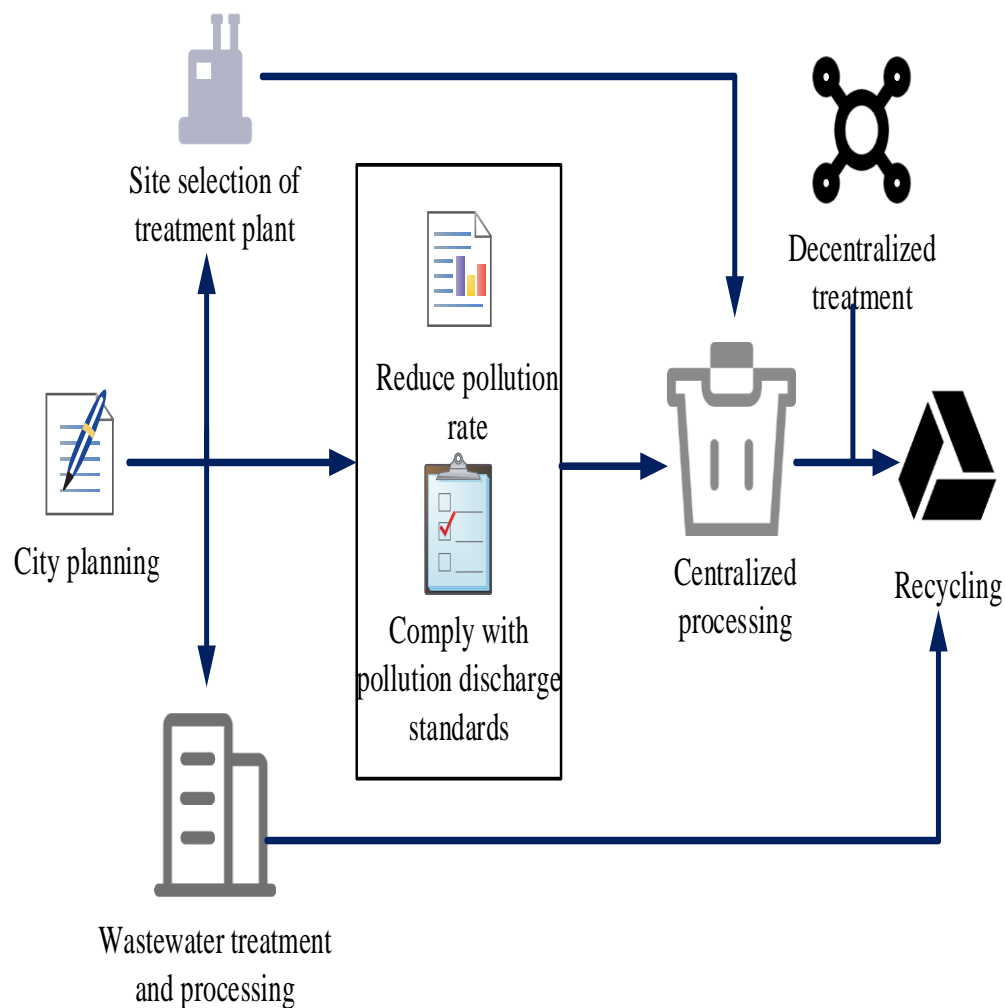 Site selection of
treatment plant
Decentralized
treatment
Reduce pollution
rate
City planning
Centralized
processing
Recycling
Comply with
pollution discharge
standards
Wastewater treatment
and processing